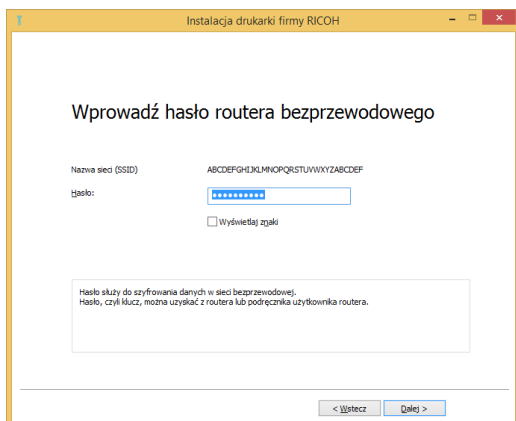 Instalacja drukarki firmy RICOH
Wprowadź hasło routera bezprzewodowego
Nazwa sieci (SSID) ABCDEFGHIJKLMNOPQRSTUVWXYZABCDEF
Hasło: ••••••••••
Wyświetlaj znaki
Hasło służy do szyfrowania danych w sieci bezprzewodowej.
Hasło, czyli klucz, można uzyskać z routera lub podręcznika użytkownika routera.
< Wstecz Dalej >